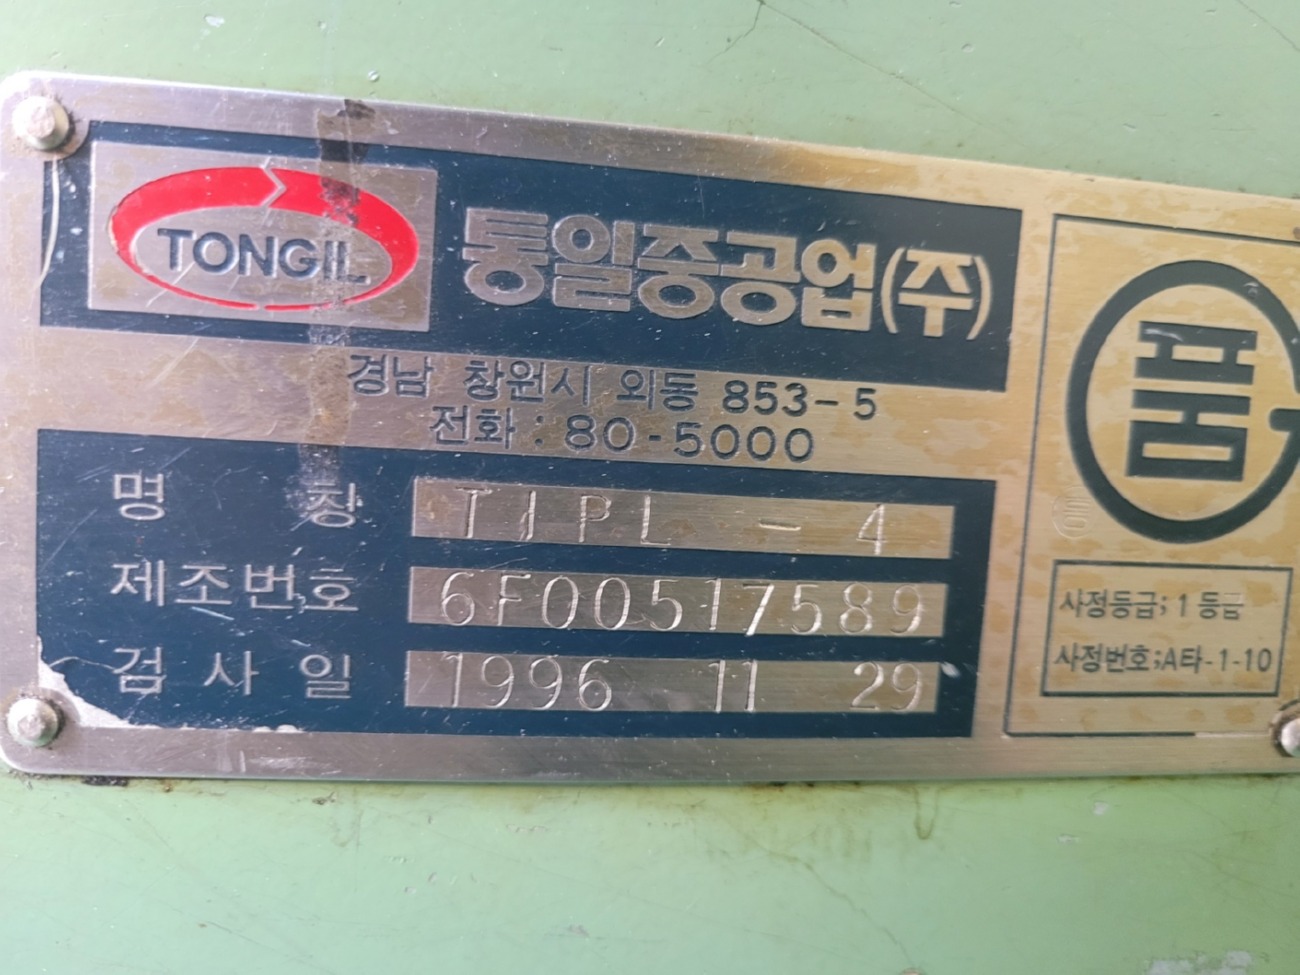 TONGIL
통일중공업(주)
경남 창원시 외동 853-5
전화 : 80-5000
명 칭 TIPL - 4
제조번호 6F00517589
검사일 1996 11 29
품
사정등급; 1 등급
사정번호;A타-1-10